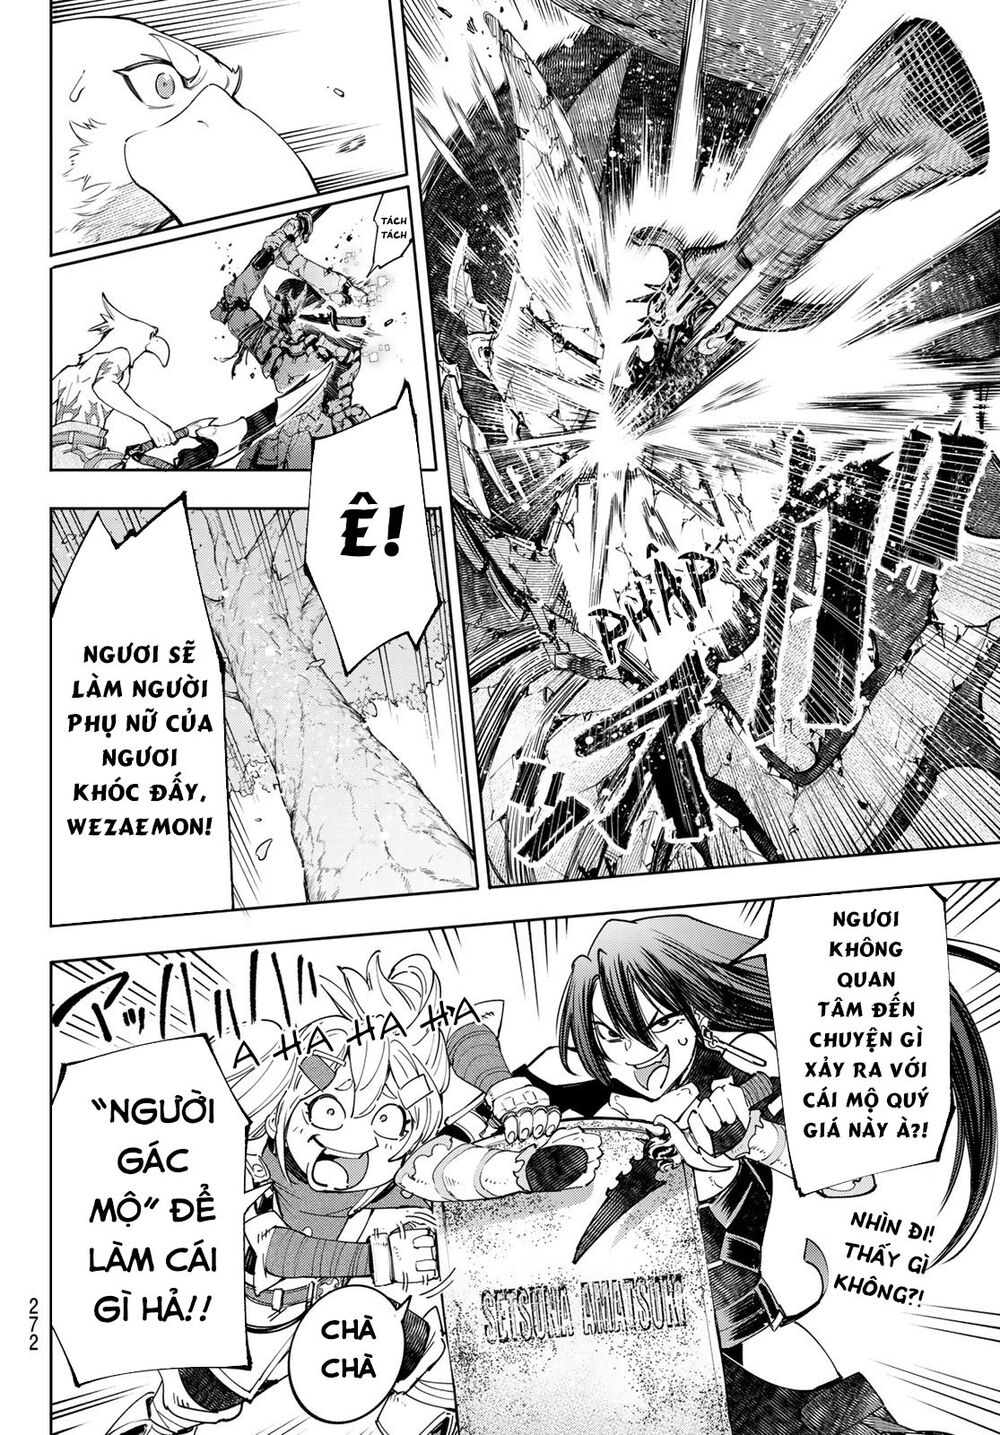 TÁCH
TÁCH
PHẬP
Ê!
NGƯƠI SẼ
LÀM NGƯỜI
PHỤ NỮ CỦA
NGƯƠI
KHÓC ĐẤY,
WEZAEMON!
NGƯƠI
KHÔNG
QUAN
TÂM ĐẾN
CHUYỆN GÌ
XẢY RA VỚI
CÁI MỘ QUÝ
GIÁ NÀY À?!
NHÌN ĐI!
THẤY GÌ
KHÔNG?!
A HA HA HA
"NGƯỜI
GÁC
MỘ" ĐỂ
LÀM CÁI
GÌ HẢ!!
CHÀ
CHÀ
SETSUNA AMATSUKI
272